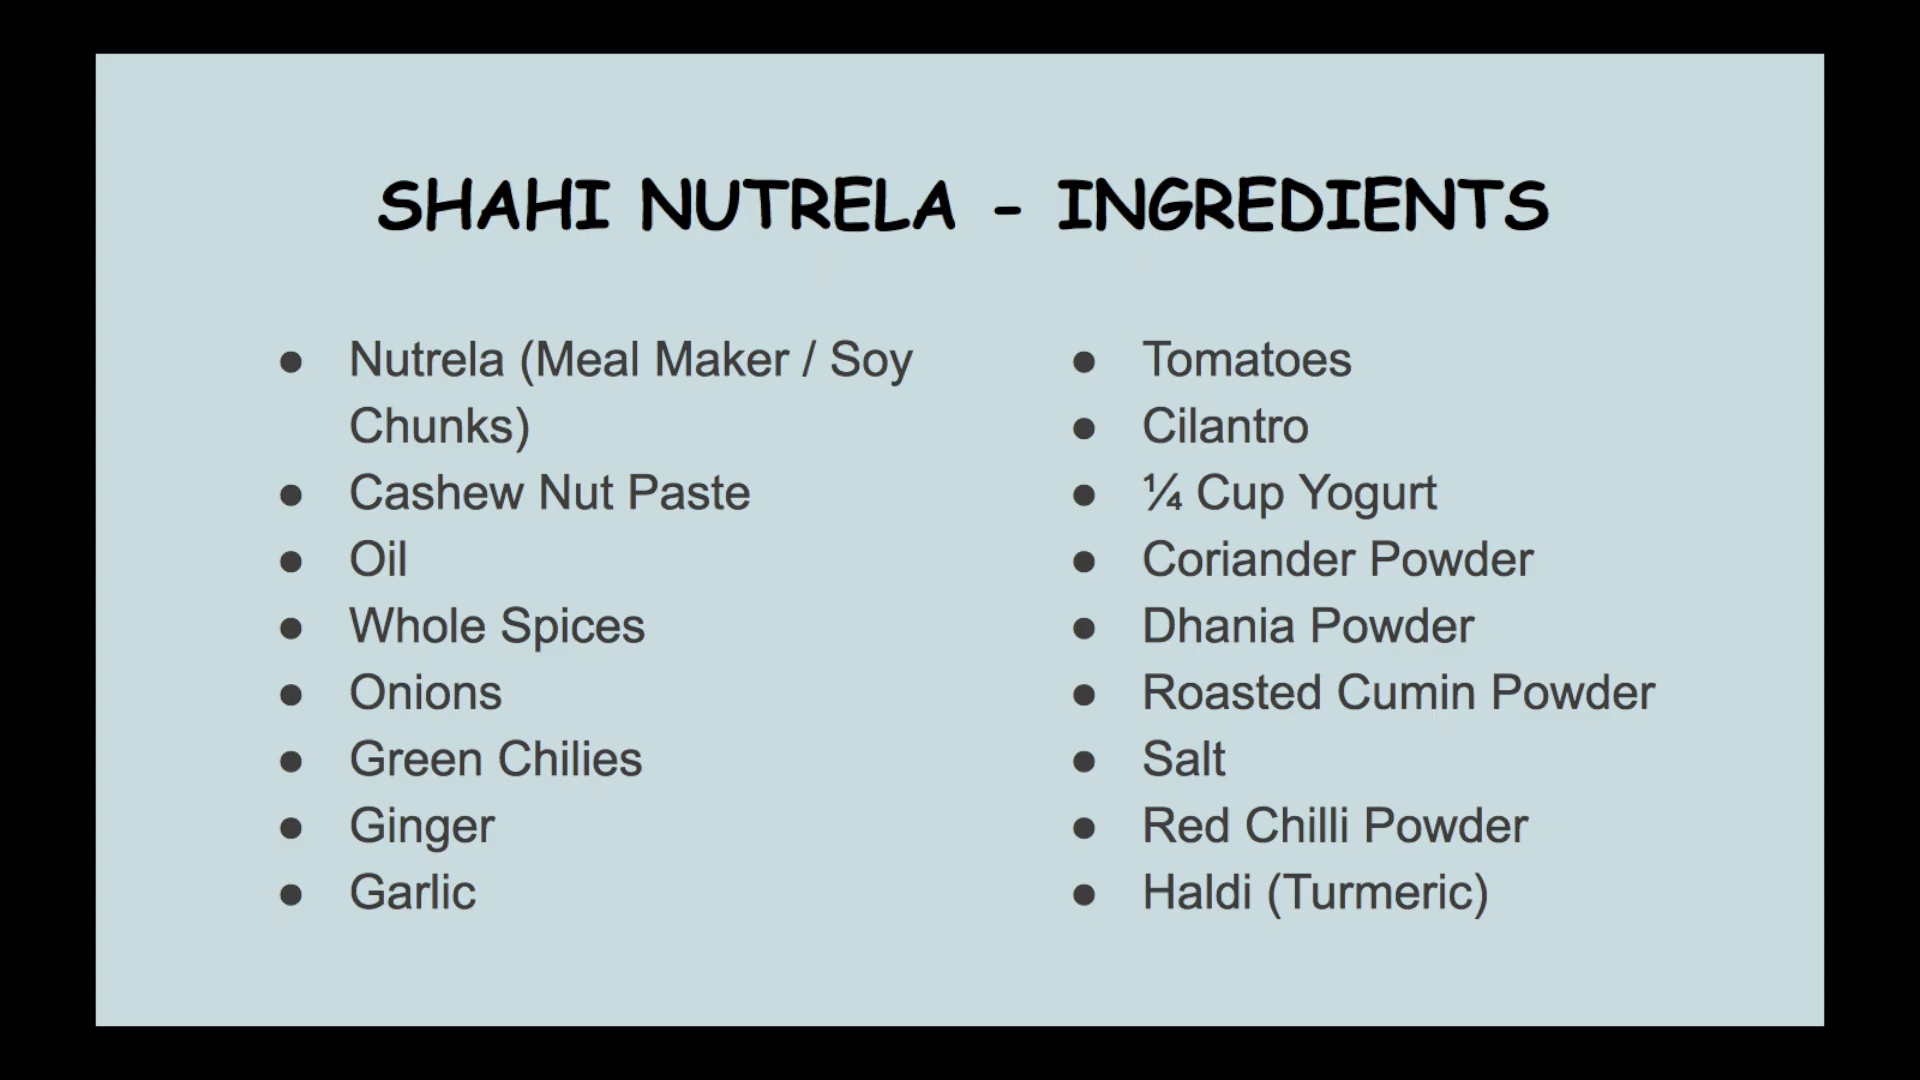 SHAHI NUTRELA - INGREDIENTS
● Nutrela (Meal Maker / Soy
Chunks)
● Cashew Nut Paste
● Oil
● Whole Spices
● Onions
● Green Chilies
● Ginger
● Garlic
● Tomatoes
● Cilantro
● ¼ Cup Yogurt
● Coriander Powder
● Dhania Powder
● Roasted Cumin Powder
● Salt
● Red Chilli Powder
● Haldi (Turmeric)